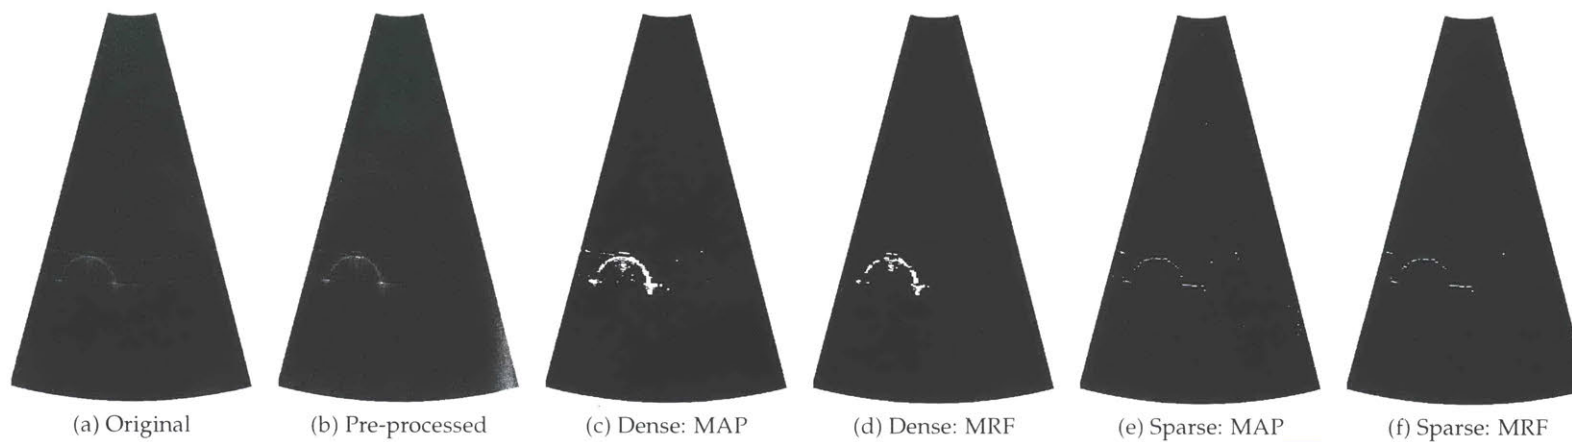 (a) Original
(b) Pre-processed
(c) Dense: MAP
(d) Dense: MRF
(e) Sparse: MAP
(f) Sparse: MRF